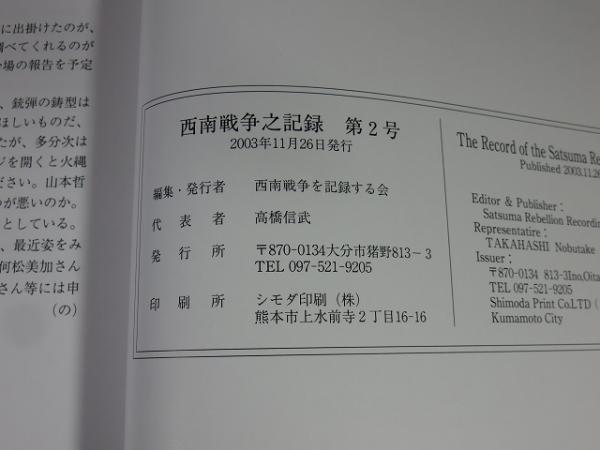 に出掛けたのが、
調べてくれるのが
場の報告を予定
、銃弾の鋳型は
ほしいものだ、
たが、多分次は
ジを開くと火縄
ださい。山本哲
が悪いのか。
としている。
、最近姿をみ
何松美加さん
さん等には申
(の)
西南戦争之記録 第2号
2003年11月26日発行
編集・発行者 西南戦争を記録する会
代表者 高橋信武
発行所 〒870-0134大分市猪野813-3
TEL 097-521-9205
印刷所 シモダ印刷(株)
熊本市上水前寺2丁目16-16
The Record of the Satsuma Re
Published 2003.11.26
Editor & Publisher:
Satsuma Rebellion Recording
Representatire:
TAKAHASHI Nobutake
Issuer:
〒870-0134 813-3Ino,Oita
TEL 097-521-9205
Shimoda Print Co.LTD
Kumamoto City